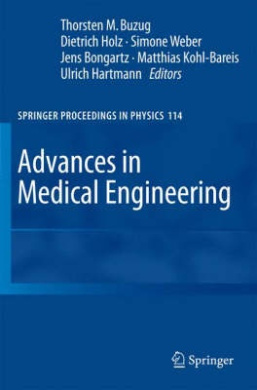 Thorsten M. Buzug
Dietrich Holz · Simone Weber
Jens Bongartz · Matthias Kohl-Bareis
Ulrich Hartmann Editors
SPRINGER PROCEEDINGS IN PHYSICS 114
Advances in
Medical Engineering
Springer